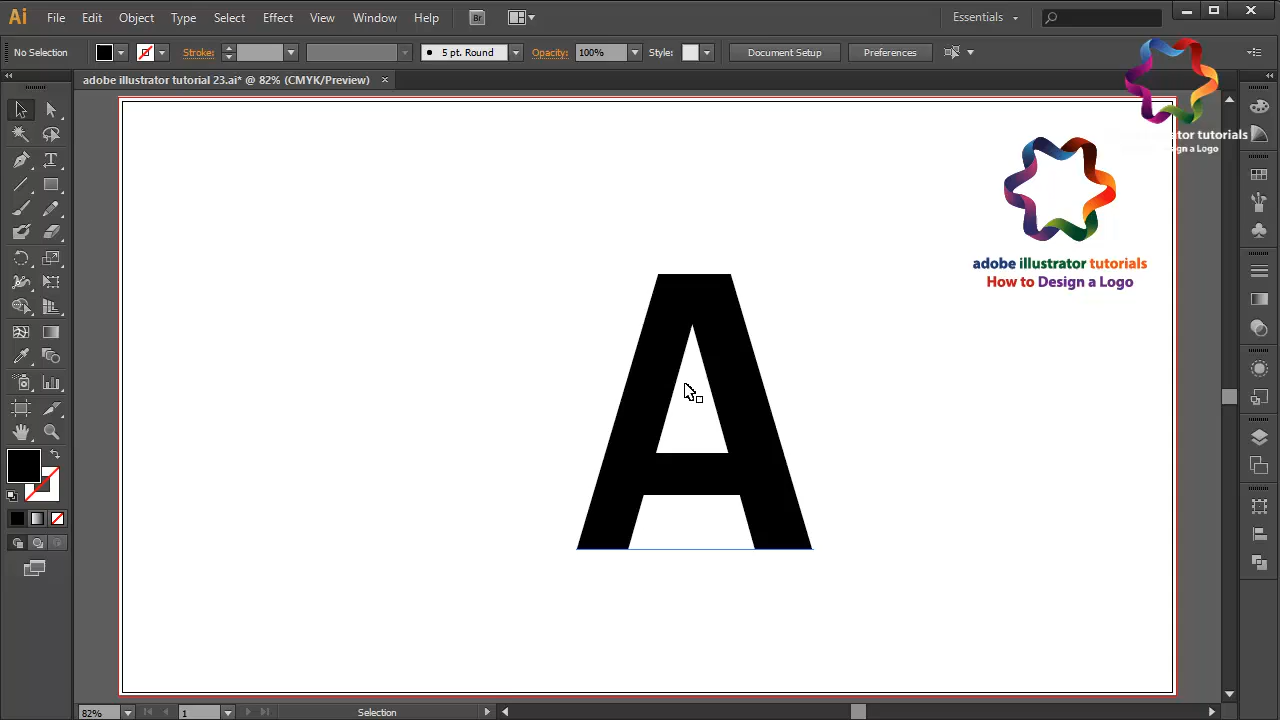 Ai File Edit Object Type Select Effect View Window Help Br Essentials
No Selection Stroke: 5 pt. Round Opacity: 100% Style: Document Setup Preferences
adobe illustrator tutorial 23.ai* @ 82% (CMYK/Preview)
tor tutorials
sign a Logo
adobe illustrator tutorials
How to Design a Logo
A
82% 1 Selection